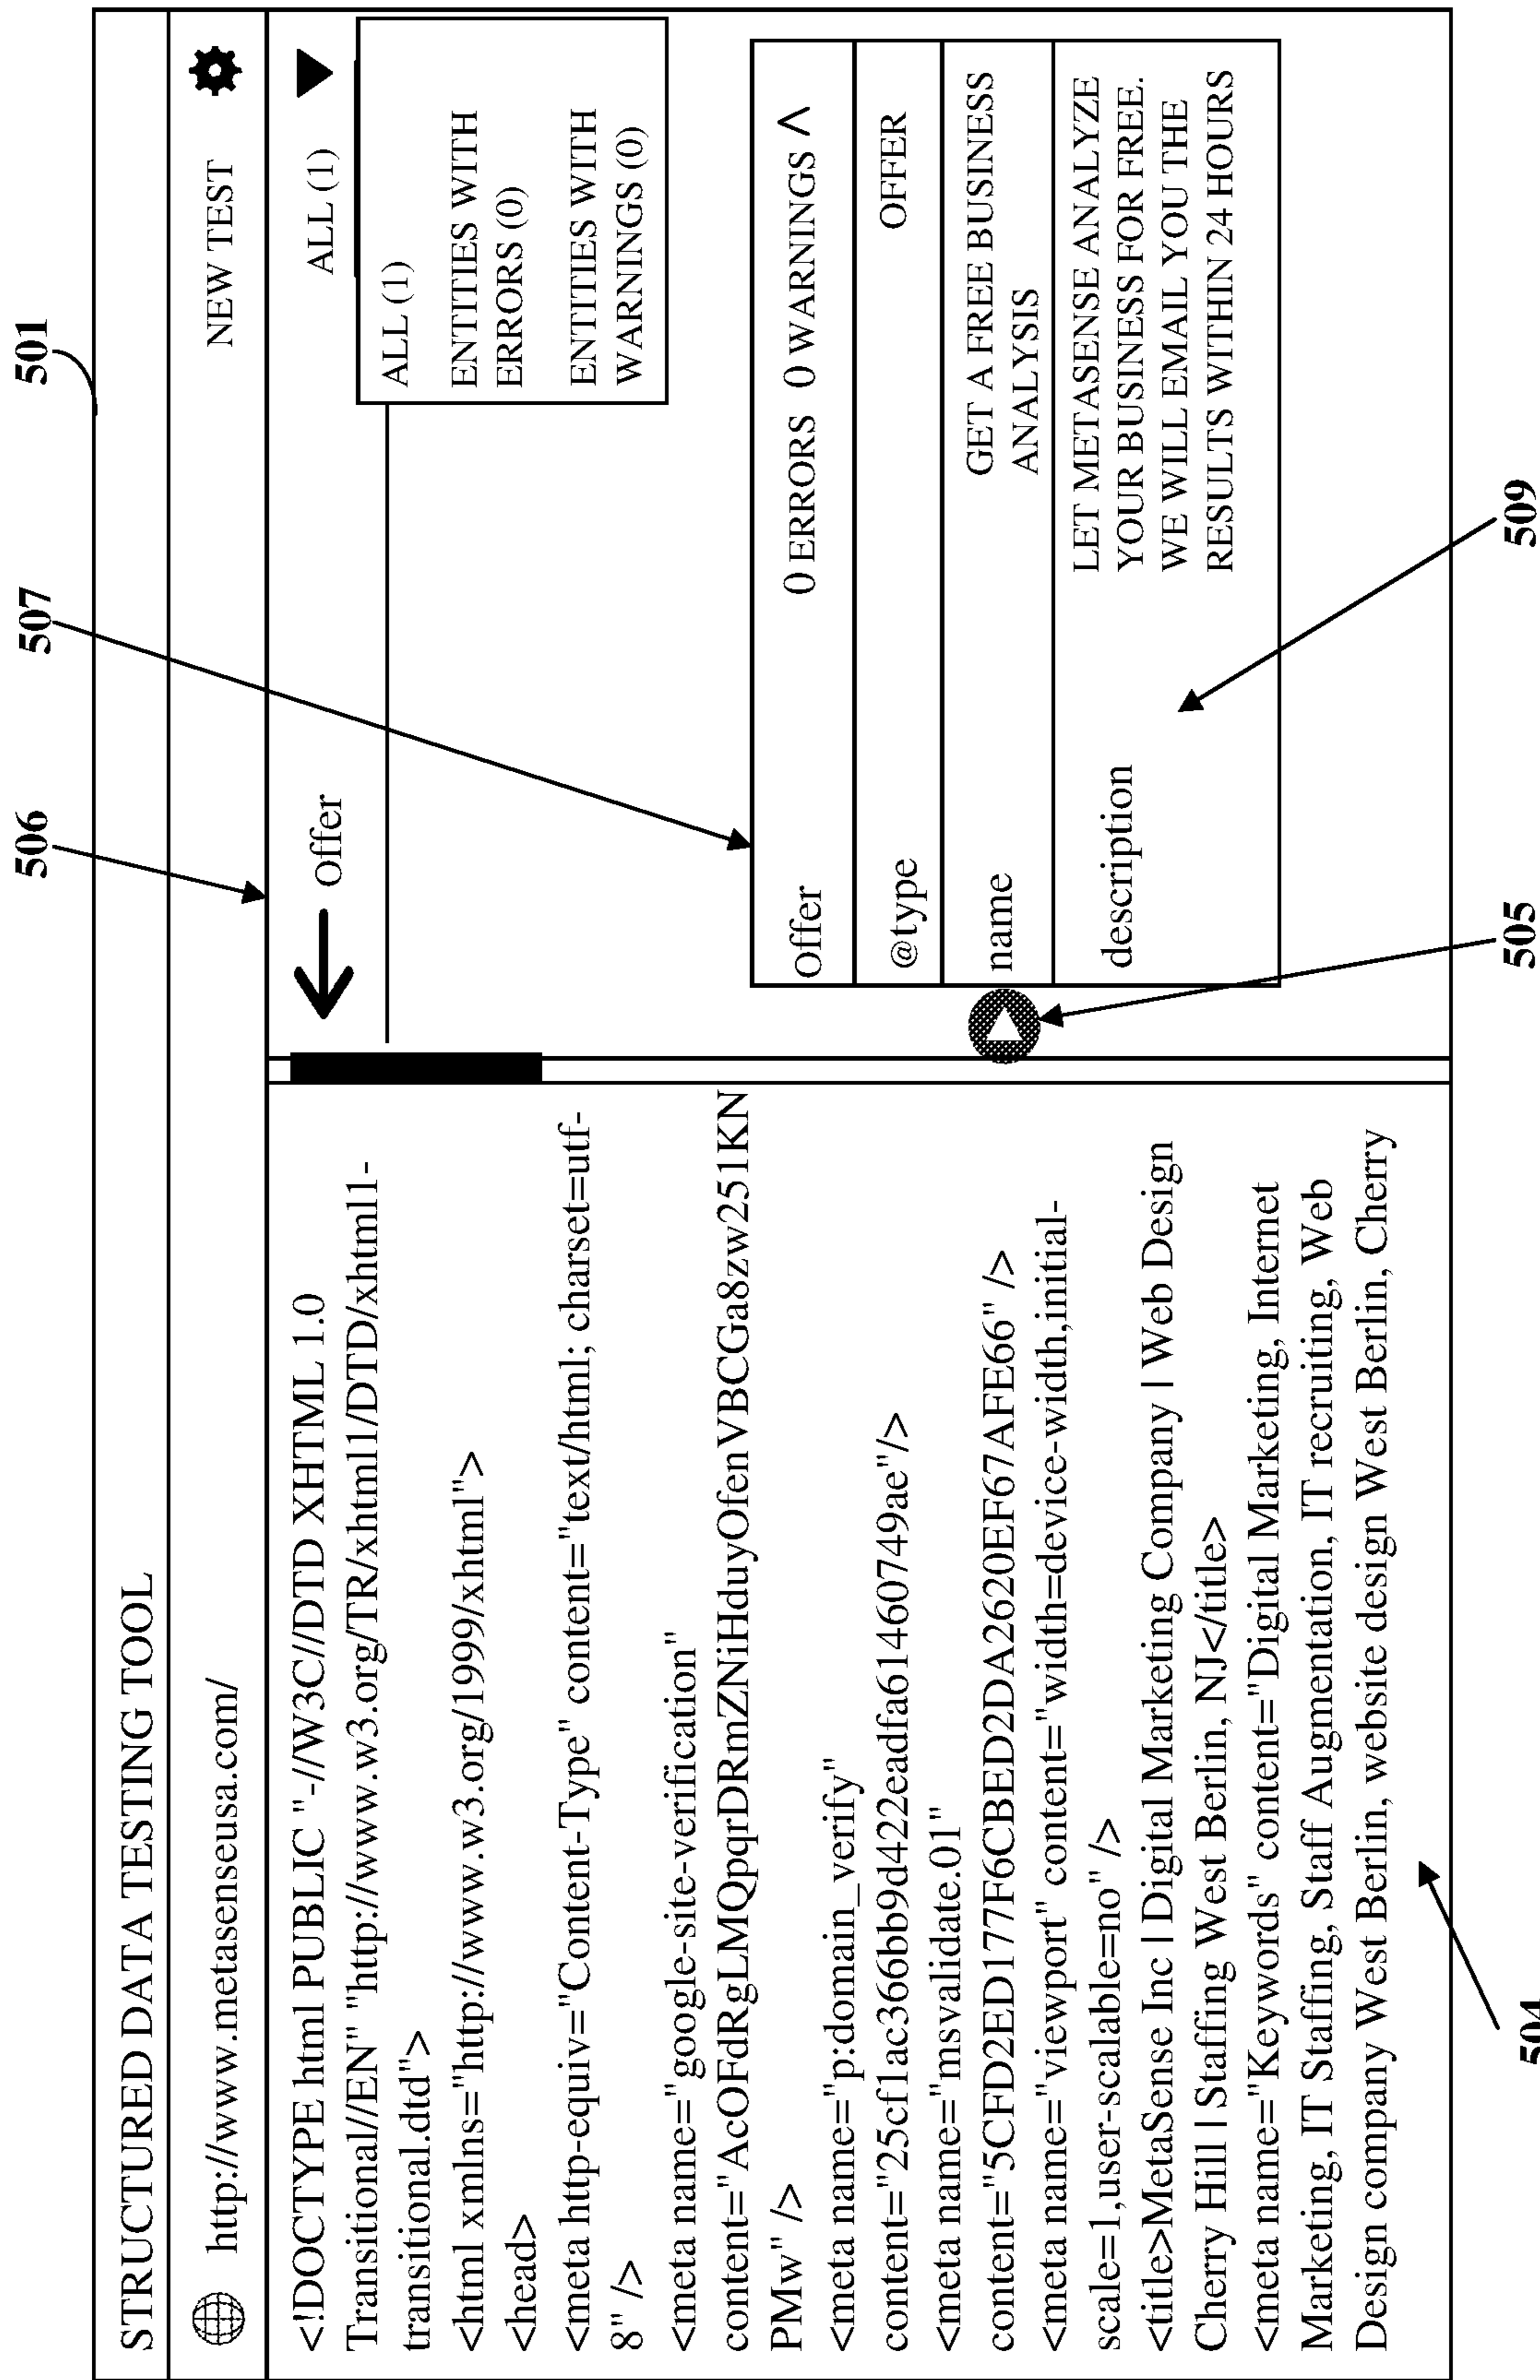 501
507
506
STRUCTURED DATA TESTING TOOL
http://www.metasenseusa.com/
NEW TEST
<!DOCTYPE html PUBLIC "-//W3C//DTD XHTML 1.0
Transitional//EN" "http://www.w3.org/TR/xhtml1/DTD/xhtml1-
transitional.dtd">
<html xmlns="http://www.w3.org/1999/xhtml">
<head>
<meta http-equiv="Content-Type" content="text/html; charset=utf-
8" />
<meta name="google-site-verification"
content="AcOFdRgLMQpqrDRmZNiHduyOfenVBCGa8zw251KN
PMw" />
<meta name="p:domain_verify"
content="25cf1ac366bb9d422eadfa61460749ae"/>
<meta name="msvalidate.01"
content="5CFD2ED177F6CBED2DA2620EF67AFE66" />
<meta name="viewport" content="width=device-width,initial-
scale=1,user-scalable=no" />
<title>MetaSense Inc | Digital Marketing Company | Web Design
Cherry Hill | Staffing West Berlin, NJ</title>
<meta name="Keywords" content="Digital Marketing, Internet
Marketing, IT Staffing, Staff Augmentation, IT recruiting, Web
Design company West Berlin, website design West Berlin, Cherry
Offer
ALL (1)
ALL (1)
ENTITIES WITH
ERRORS (0)
ENTITIES WITH
WARNINGS (0)
Offer 0 ERRORS 0 WARNINGS
@type OFFER
name GET A FREE BUSINESS
ANALYSIS
description LET METASENSE ANALYZE
YOUR BUSINESS FOR FREE.
WE WILL EMAIL YOU THE
RESULTS WITHIN 24 HOURS
504
505
509